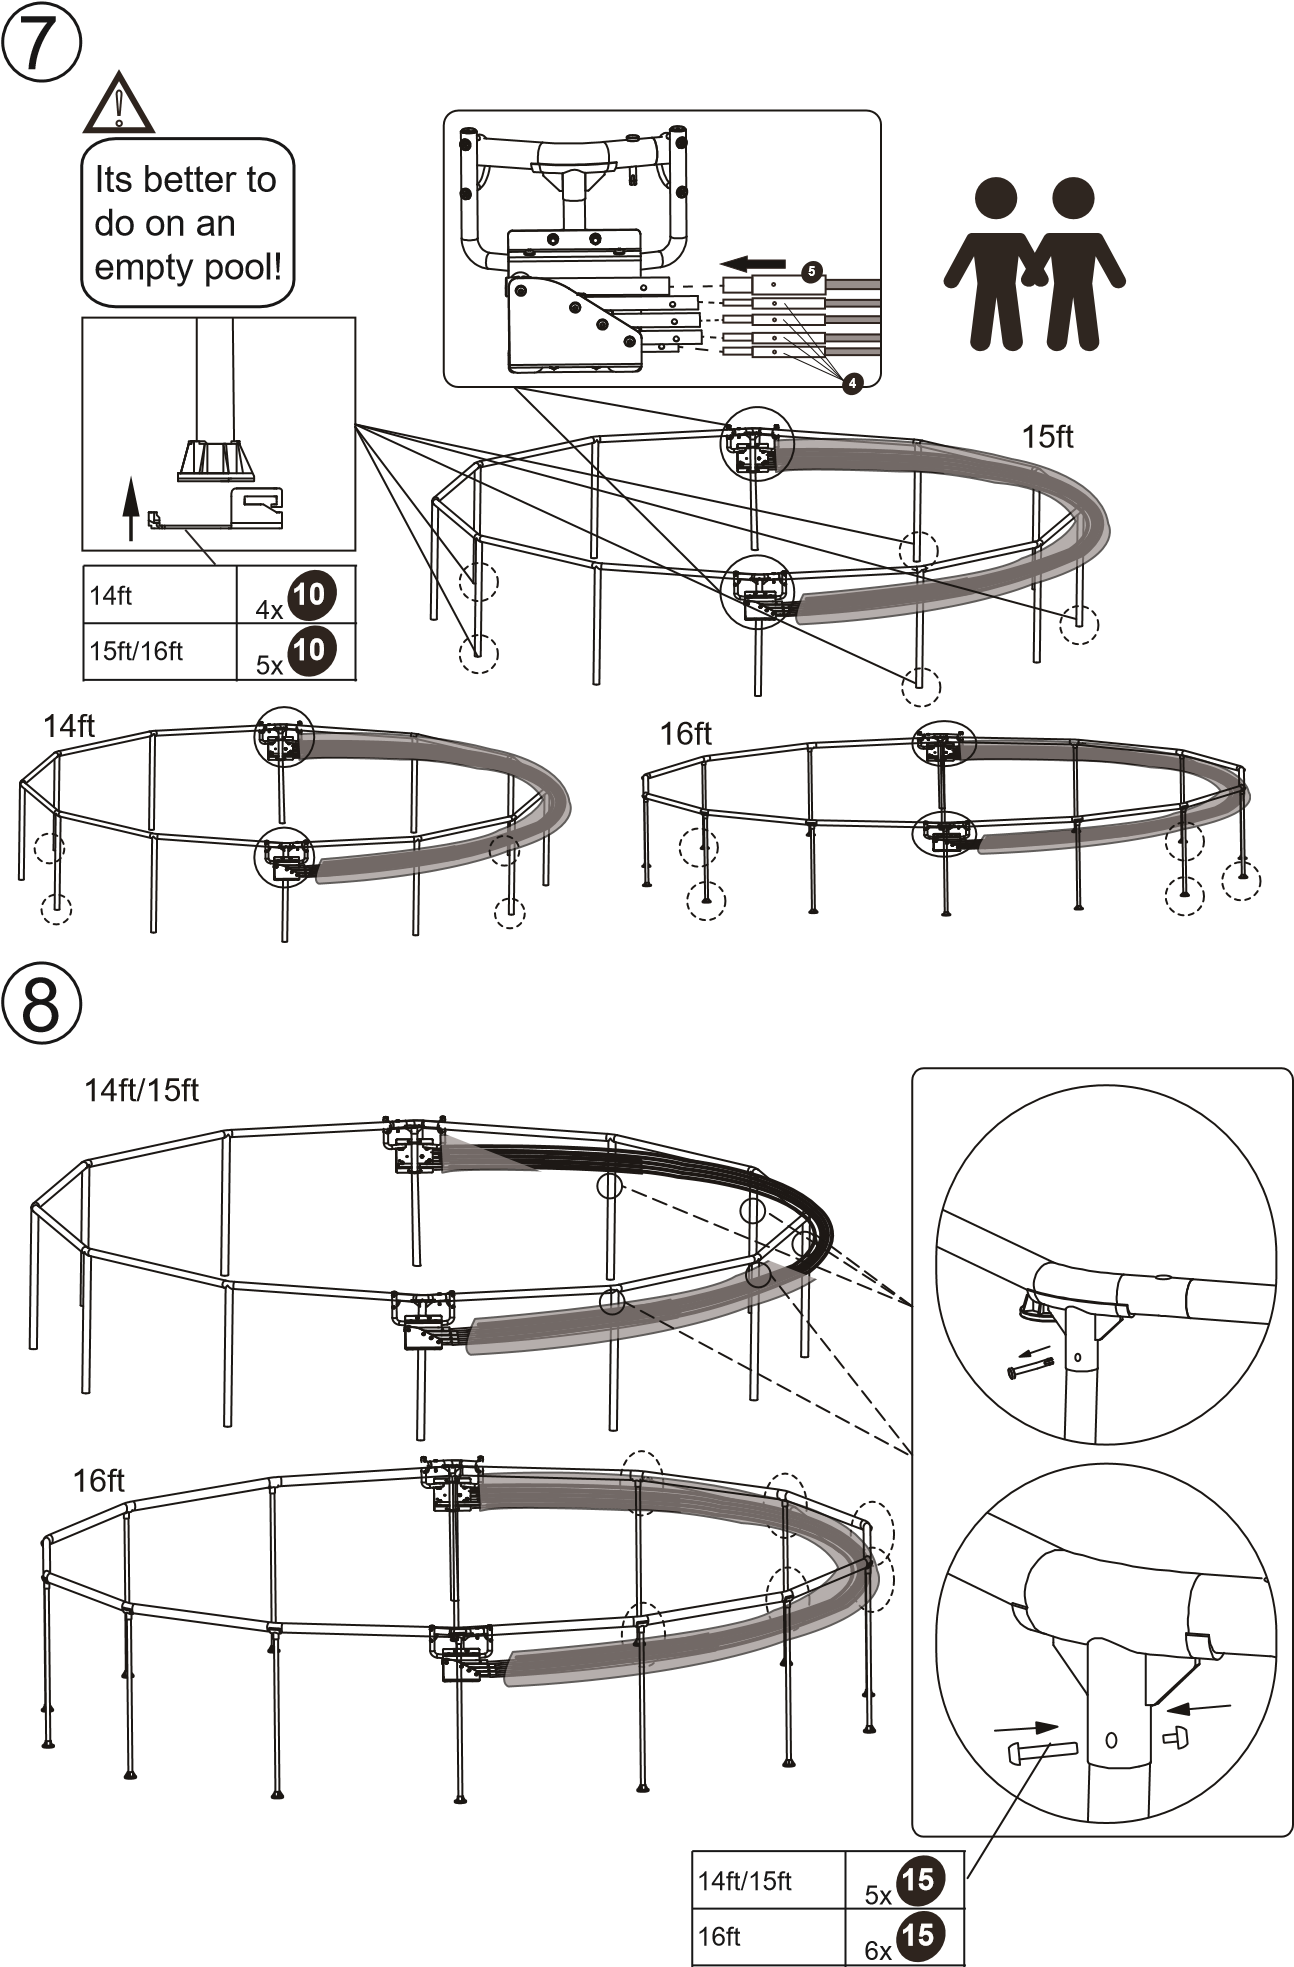 7
Its better to
do on an
empty pool!
5
4
15ft
14ft 4x 10
15ft/16ft 5x 10
14ft
16ft
8
14ft/15ft
16ft
14ft/15ft 5x 15
16ft 6x 15